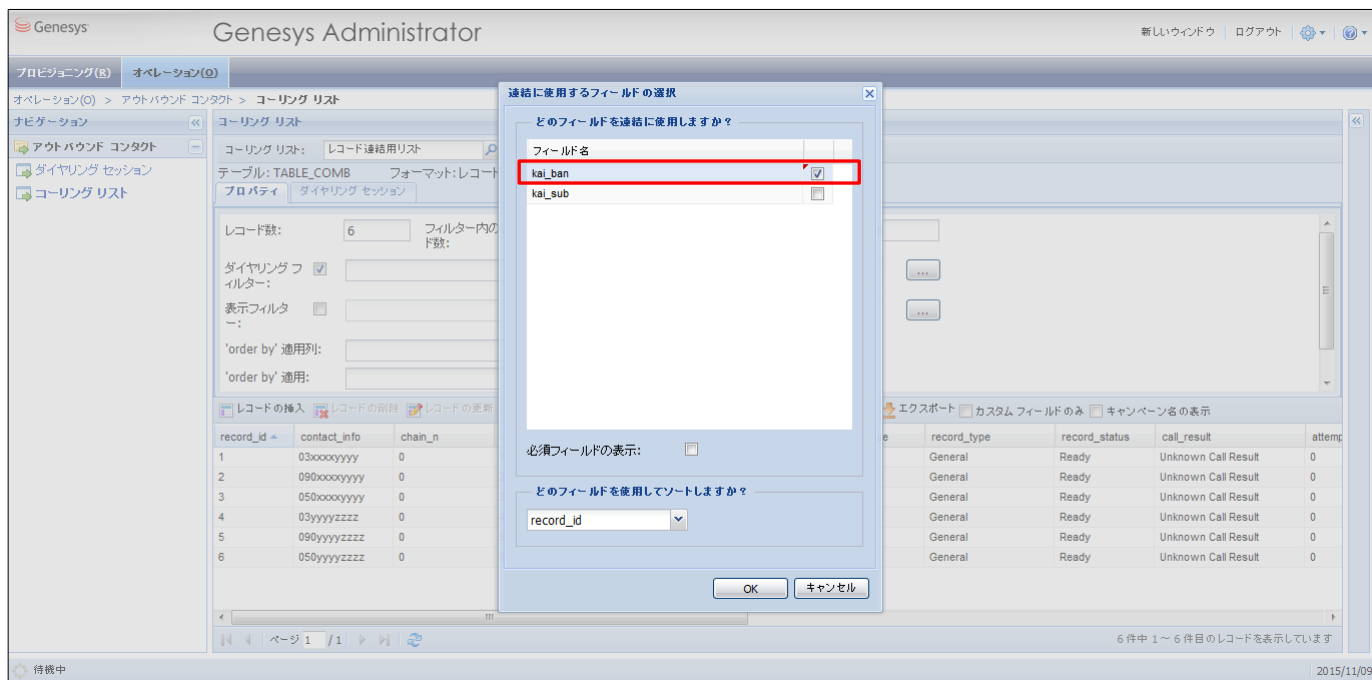 Genesys
Genesys Administrator
新しいウィンドウ ログアウト
プロビジョニング(R) オペレーション(O)
オペレーション(O) > アウトバウンド コンタクト > コーリング リスト
ナビゲーション
アウトバウンド コンタクト
ダイヤリング セッション
コーリング リスト
コーリング リスト
コーリング リスト: レコード連結用リスト
テーブル: TABLE_COMB フォーマット:レコート
プロパティ ダイヤリング セッション
レコード数: 6 フィルター内の
ド数:
ダイヤリング フ
ィルター:
...
表示フィルタ
ー:
...
'order by' 適用列:
'order by' 適用:
レコードの挿入 レコードの削除 レコードの更新
エクスポート カスタム フィールドのみ キャンペーン名の表示
record_id contact_info chain_n e record_type record_status call_result attemp
1 03xxxxyyyy 0 General Ready Unknown Call Result 0
2 090xxxxyyyy 0 General Ready Unknown Call Result 0
3 050xxxxyyyy 0 General Ready Unknown Call Result 0
4 03yyyyzzzz 0 General Ready Unknown Call Result 0
5 090yyyyzzzz 0 General Ready Unknown Call Result 0
6 050yyyyzzzz 0 General Ready Unknown Call Result 0
ページ 1 / 1
6 件中 1 ～ 6 件目のレコードを表示しています
待機中
2015/11/09
連結に使用するフィールドの選択
どのフィールドを連結に使用しますか？
フィールド名
kai_ban
kai_sub
必須フィールドの表示:
どのフィールドを使用してソートしますか？
record_id
OK キャンセル